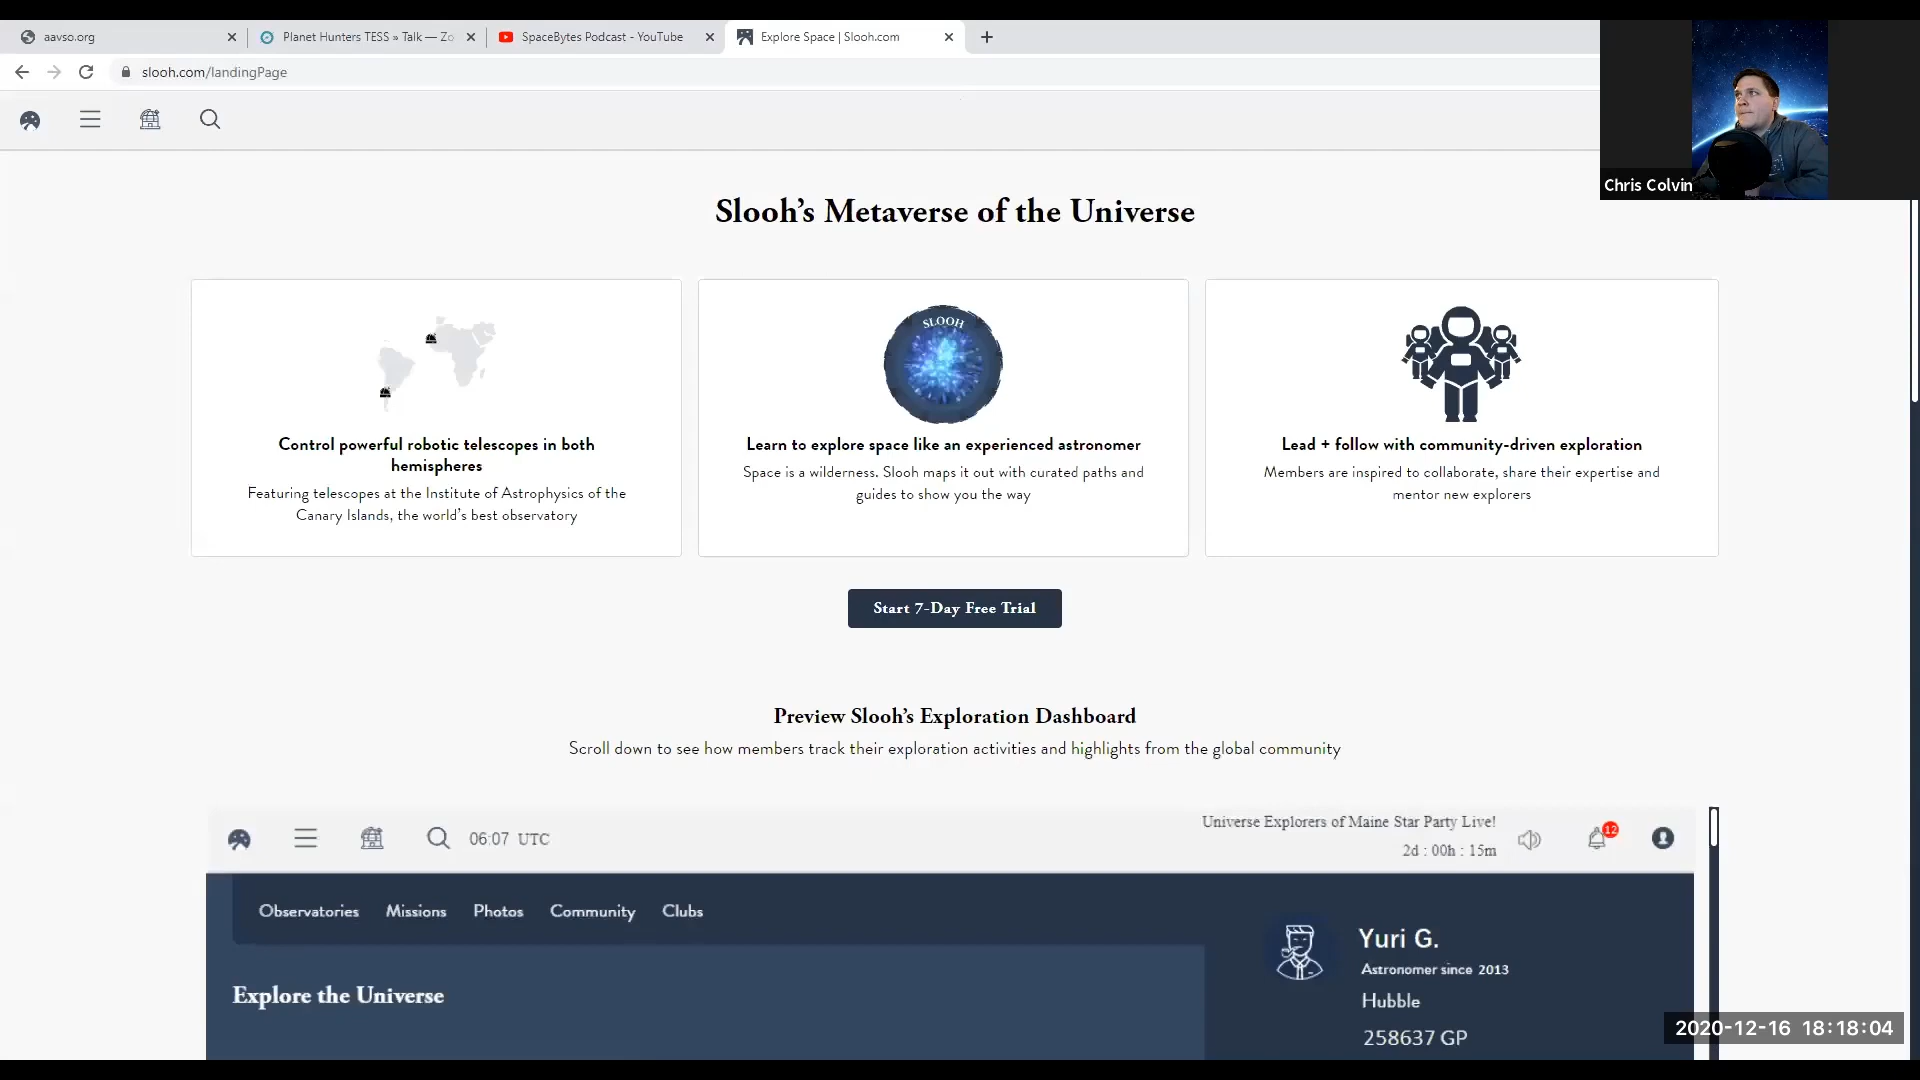 aavso.org
Planet Hunters TESS » Talk — Zo
SpaceBytes Podcast - YouTube
Explore Space | Slooh.com
slooh.com/landingPage
Chris Colvin
Slooh's Metaverse of the Universe
Control powerful robotic telescopes in both
hemispheres
Featuring telescopes at the Institute of Astrophysics of the
Canary Islands, the world's best observatory
SLOOH
Learn to explore space like an experienced astronomer
Space is a wilderness. Slooh maps it out with curated paths and
guides to show you the way
Lead + follow with community-driven exploration
Members are inspired to collaborate, share their expertise and
mentor new explorers
Start 7-Day Free Trial
Preview Slooh's Exploration Dashboard
Scroll down to see how members track their exploration activities and highlights from the global community
06:07 UTC
Universe Explorers of Maine Star Party Live!
2d : 00h : 15m
12
Observatories Missions Photos Community Clubs
Explore the Universe
Yuri G.
Astronomer since 2013
Hubble
258637 GP
2020-12-16 18:18:04